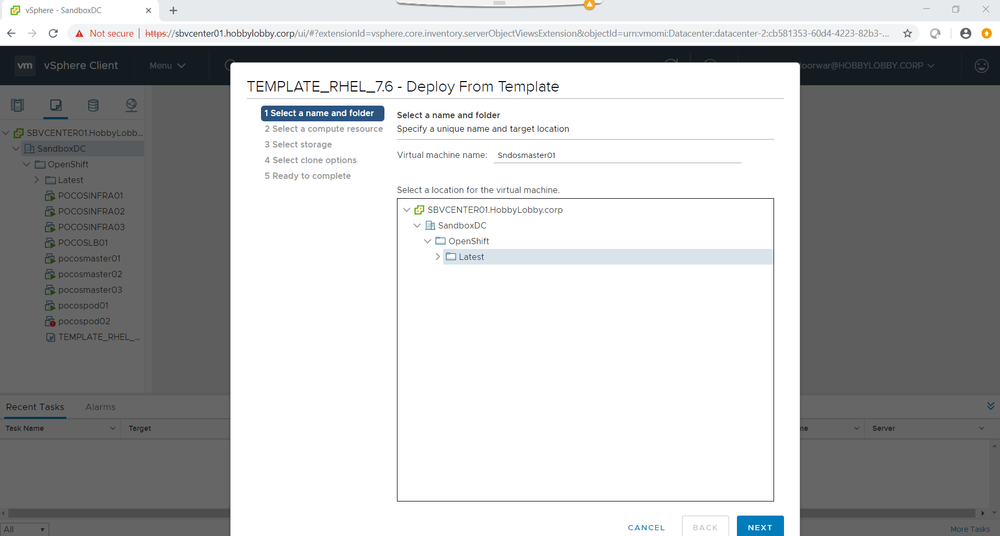 vSphere - SandboxDC
Not secure | https://sbvcenter01.hobbylobby.corp/ui/#?extensionId=vsphere.core.inventory.serverObjectViewsExtension&objectId=urn:vmomi:Datacenter:datacenter-2:cb581353-60d4-4223-82b3-...
vm vSphere Client Menu toorwar@HOBBYLOBBY.CORP
TEMPLATE_RHEL_7.6 - Deploy From Template
1 Select a name and folder
2 Select a compute resource
3 Select storage
4 Select clone options
5 Ready to complete
Select a name and folder
Specify a unique name and target location
Virtual machine name: Sndosmaster01
Select a location for the virtual machine.
SBVCENTER01.HobbyLobby.corp
SandboxDC
OpenShift
Latest
CANCEL BACK NEXT
SBVCENTER01.HobbyLobb...
SandboxDC
OpenShift
Latest
POCOSINFRA01
POCOSINFRA02
POCOSINFRA03
POCOSLB01
pocosmaster01
pocosmaster02
pocosmaster03
pocospod01
pocospod02
TEMPLATE_RHEL_...
Recent Tasks Alarms
Task Name Target me Server
All More Tasks